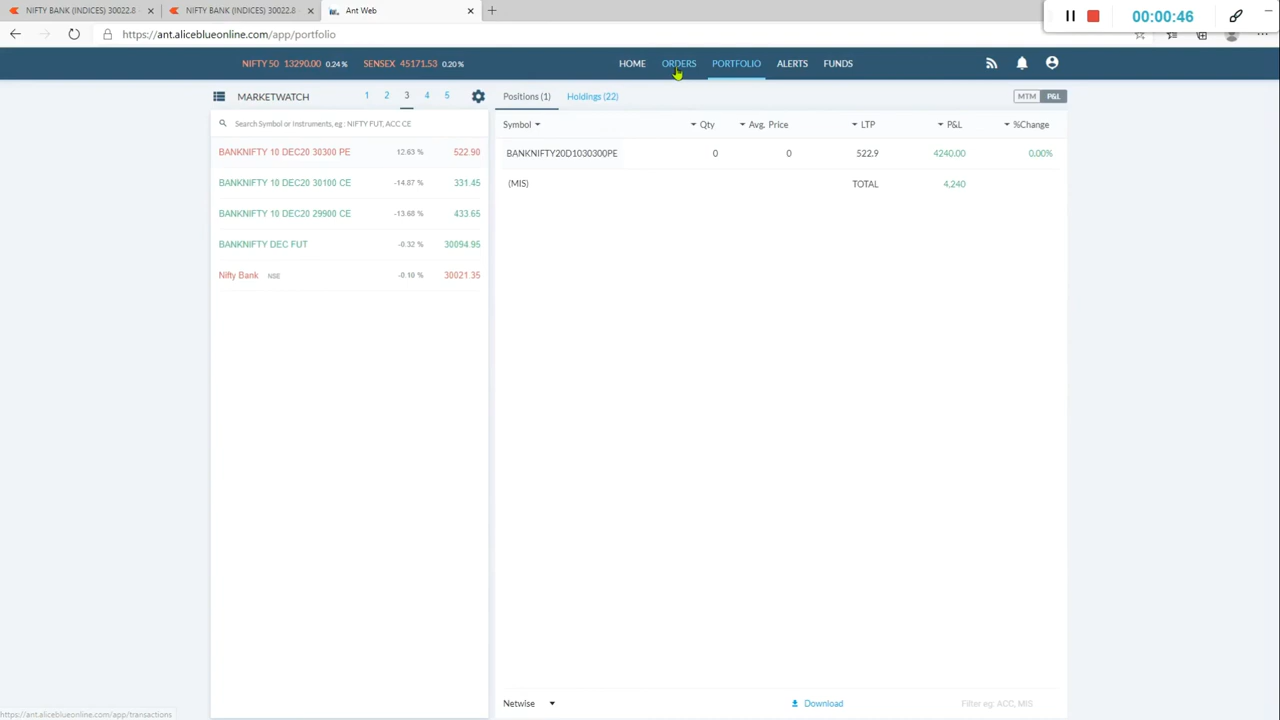 NIFTY BANK (INDICES) 30022.8
NIFTY BANK (INDICES) 30022.8
Ant Web
00:00:46
https://ant.aliceblueonline.com/app/portfolio
NIFTY 50 13290.00 0.24 %
SENSEX 45171.53 0.20 %
HOME
ORDERS
PORTFOLIO
ALERTS
FUNDS
MARKETWATCH
1 2 3 4 5
Positions (1)
Holdings (22)
MTM P&L
Search Symbol or Instruments, eg : NIFTY FUT, ACC CE
Symbol Qty Avg. Price LTP P&L %Change
BANKNIFTY 10 DEC20 30300 PE 12.63 % 522.90
BANKNIFTY20D1030300PE 0 0 522.9 4240.00 0.00%
BANKNIFTY 10 DEC20 30100 CE -14.87 % 331.45
(MIS) TOTAL 4,240
BANKNIFTY 10 DEC20 29900 CE -13.68 % 433.65
BANKNIFTY DEC FUT -0.32 % 30094.95
Nifty Bank NSE -0.10 % 30021.35
Netwise
Download
Filter eg: ACC, MIS
https://ant.aliceblueonline.com/app/transactions